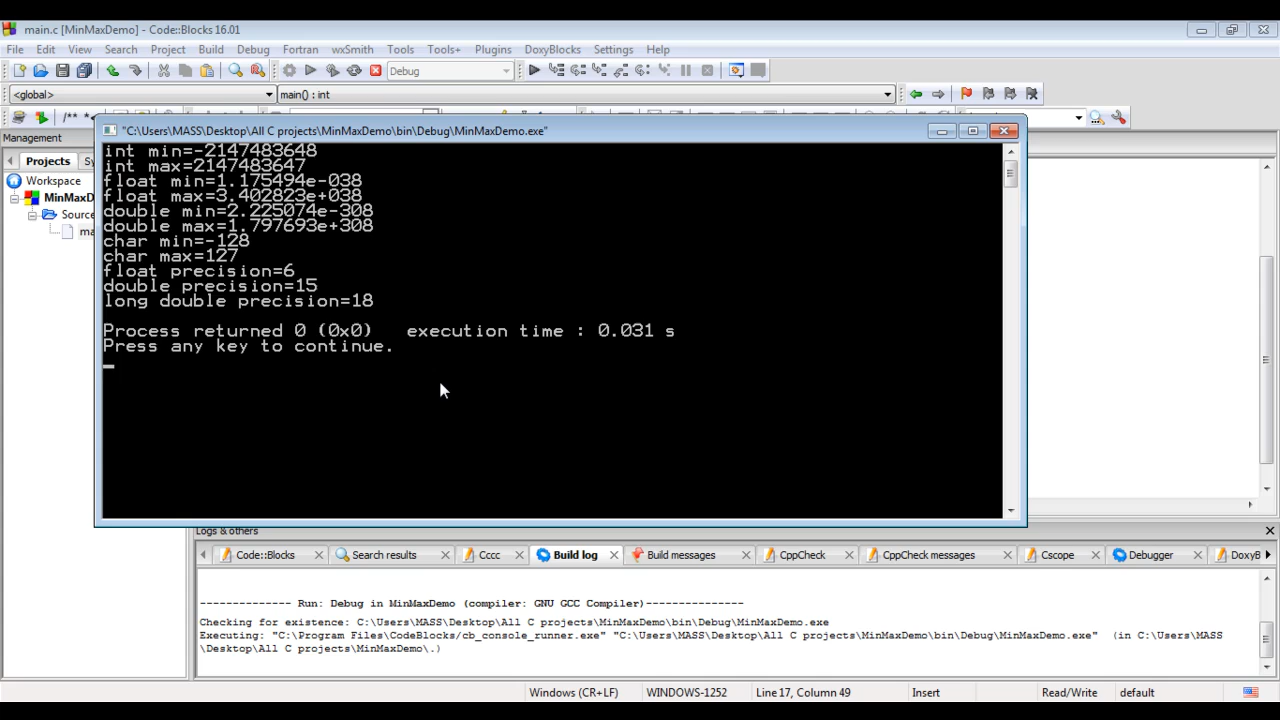 main.c [MinMaxDemo] - Code::Blocks 16.01
File Edit View Search Project Build Debug Fortran wxSmith Tools Tools+ Plugins DoxyBlocks Settings Help
Debug
<global> main() : int
/** *<
"C:\Users\MASS\Desktop\All C projects\MinMaxDemo\bin\Debug\MinMaxDemo.exe"
Management
Projects Sy
Workspace
MinMaxD
Source
ma
int min=-2147483648
int max=2147483647
float min=1.175494e-038
float max=3.402823e+038
double min=2.225074e-308
double max=1.797693e+308
char min=-128
char max=127
float precision=6
double precision=15
long double precision=18
Process returned 0 (0x0)   execution time : 0.031 s
Press any key to continue.
Logs & others
Code::Blocks Search results Cccc Build log Build messages CppCheck CppCheck messages Cscope Debugger DoxyB
-------------- Run: Debug in MinMaxDemo (compiler: GNU GCC Compiler)---------------
Checking for existence: C:\Users\MASS\Desktop\All C projects\MinMaxDemo\bin\Debug\MinMaxDemo.exe
Executing: "C:\Program Files\CodeBlocks/cb_console_runner.exe" "C:\Users\MASS\Desktop\All C projects\MinMaxDemo\bin\Debug\MinMaxDemo.exe"  (in C:\Users\MASS
\Desktop\All C projects\MinMaxDemo\.)
Windows (CR+LF) WINDOWS-1252 Line 17, Column 49 Insert Read/Write default